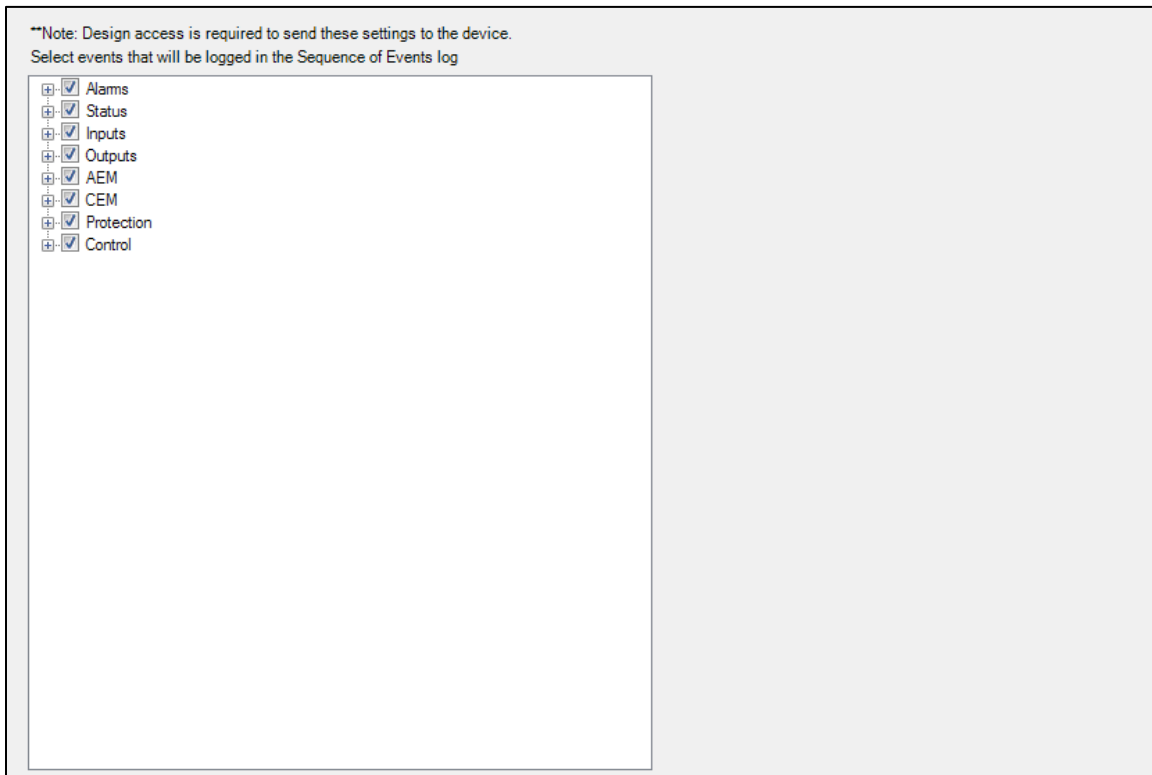 **Note: Design access is required to send these settings to the device.
Select events that will be logged in the Sequence of Events log
Alarms
Status
Inputs
Outputs
AEM
CEM
Protection
Control